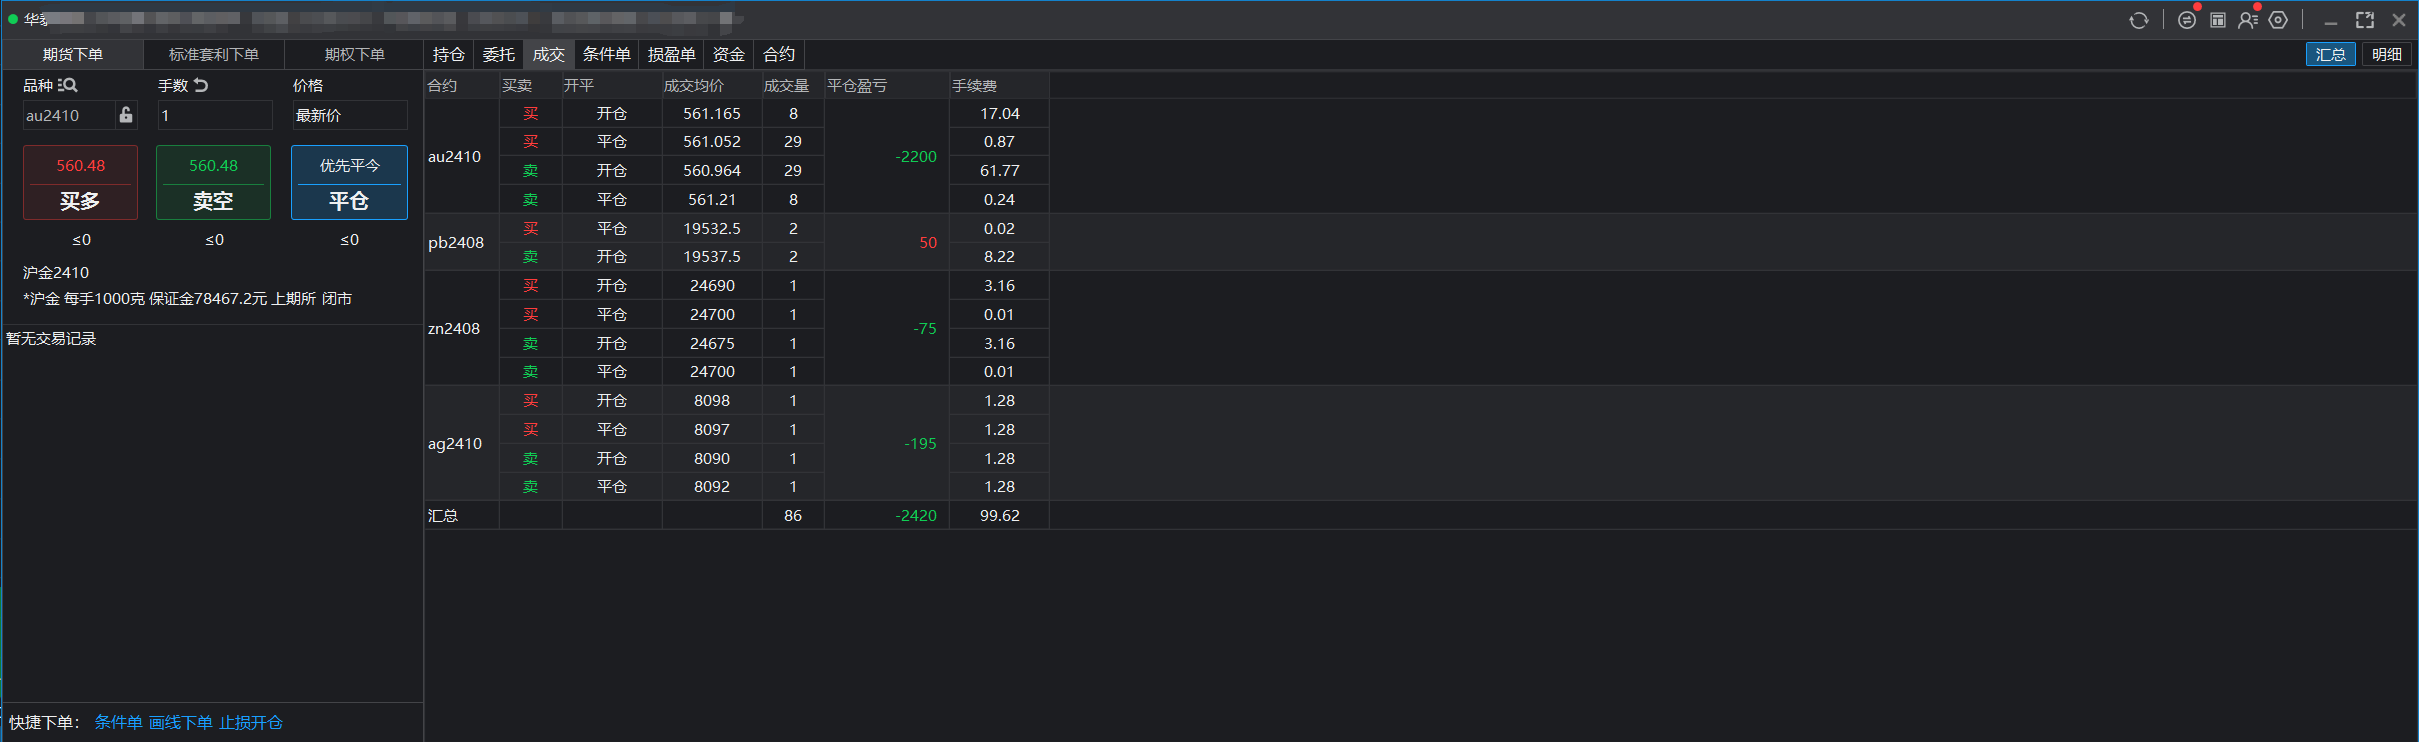 华
期货下单 标准套利下单 期权下单 持仓 委托 成交 条件单 损盈单 资金 合约 汇总 明细
品种 手数 价格
au2410 1 最新价
560.48 560.48 优先平今
买多 卖空 平仓
≤0 ≤0 ≤0
沪金2410
*沪金 每手1000克 保证金78467.2元 上期所 闭市
暂无交易记录
快捷下单： 条件单 画线下单 止损开仓
合约 买卖 开平 成交均价 成交量 平仓盈亏 手续费
买 开仓 561.165 8 17.04
买 平仓 561.052 29 0.87
au2410 -2200
卖 开仓 560.964 29 61.77
卖 平仓 561.21 8 0.24
买 平仓 19532.5 2 0.02
pb2408 50
卖 开仓 19537.5 2 8.22
买 开仓 24690 1 3.16
买 平仓 24700 1 0.01
zn2408 -75
卖 开仓 24675 1 3.16
卖 平仓 24700 1 0.01
买 开仓 8098 1 1.28
买 平仓 8097 1 1.28
ag2410 -195
卖 开仓 8090 1 1.28
卖 平仓 8092 1 1.28
汇总 86 -2420 99.62